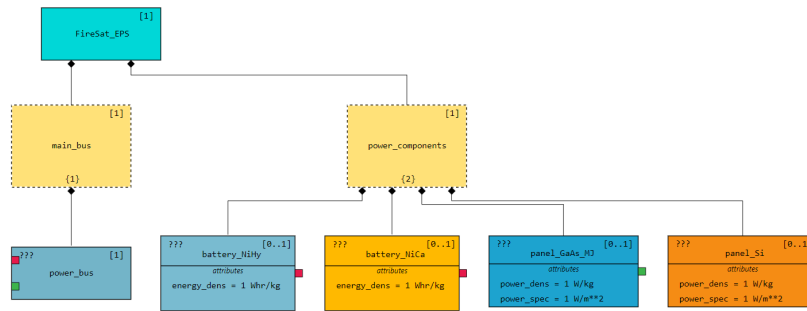 [1]
FireSat_EPS
[1]
main_bus
{1}
[1]
power_components
{2}
??? [1]
power_bus
??? [0..1]
battery_NiHy
attributes
energy_dens = 1 Whr/kg
??? [0..1]
battery_NiCa
attributes
energy_dens = 1 Whr/kg
??? [0..1]
panel_GaAs_MJ
attributes
power_dens = 1 W/kg
power_spec = 1 W/m**2
??? [0..1]
panel_Si
attributes
power_dens = 1 W/kg
power_spec = 1 W/m**2